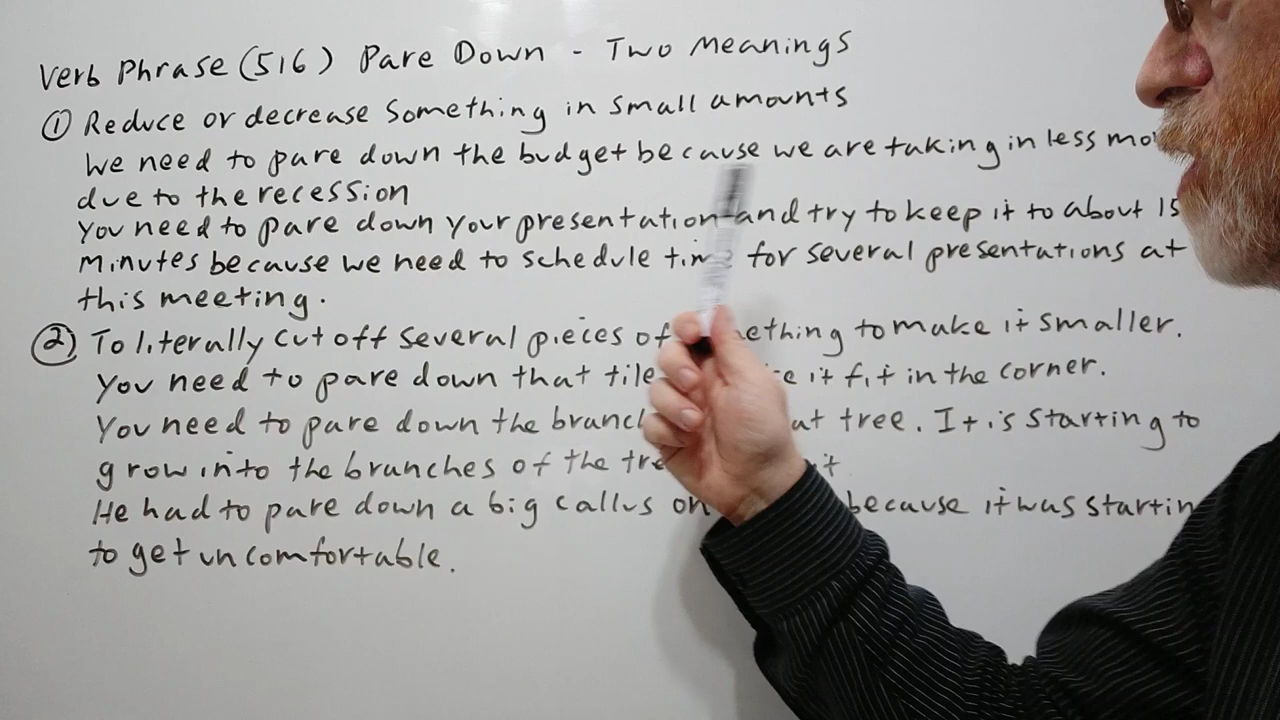 Verb Phrase (516) Pare Down - Two Meanings
① Reduce or decrease something in small amounts
We need to pare down the budget because we are taking in less
due to the recession
You need to pare down your presentation and try to keep it to about 15
Minutes because we need to schedule time for several presentations at
this meeting.
② To literally cut off several pieces of something to make it smaller.
You need to pare down that tile it fit in the corner.
You need to pare down the tree. It is starting to
grow into the branches of the
He had to pare down a big callus on because it was
to get uncomfortable.